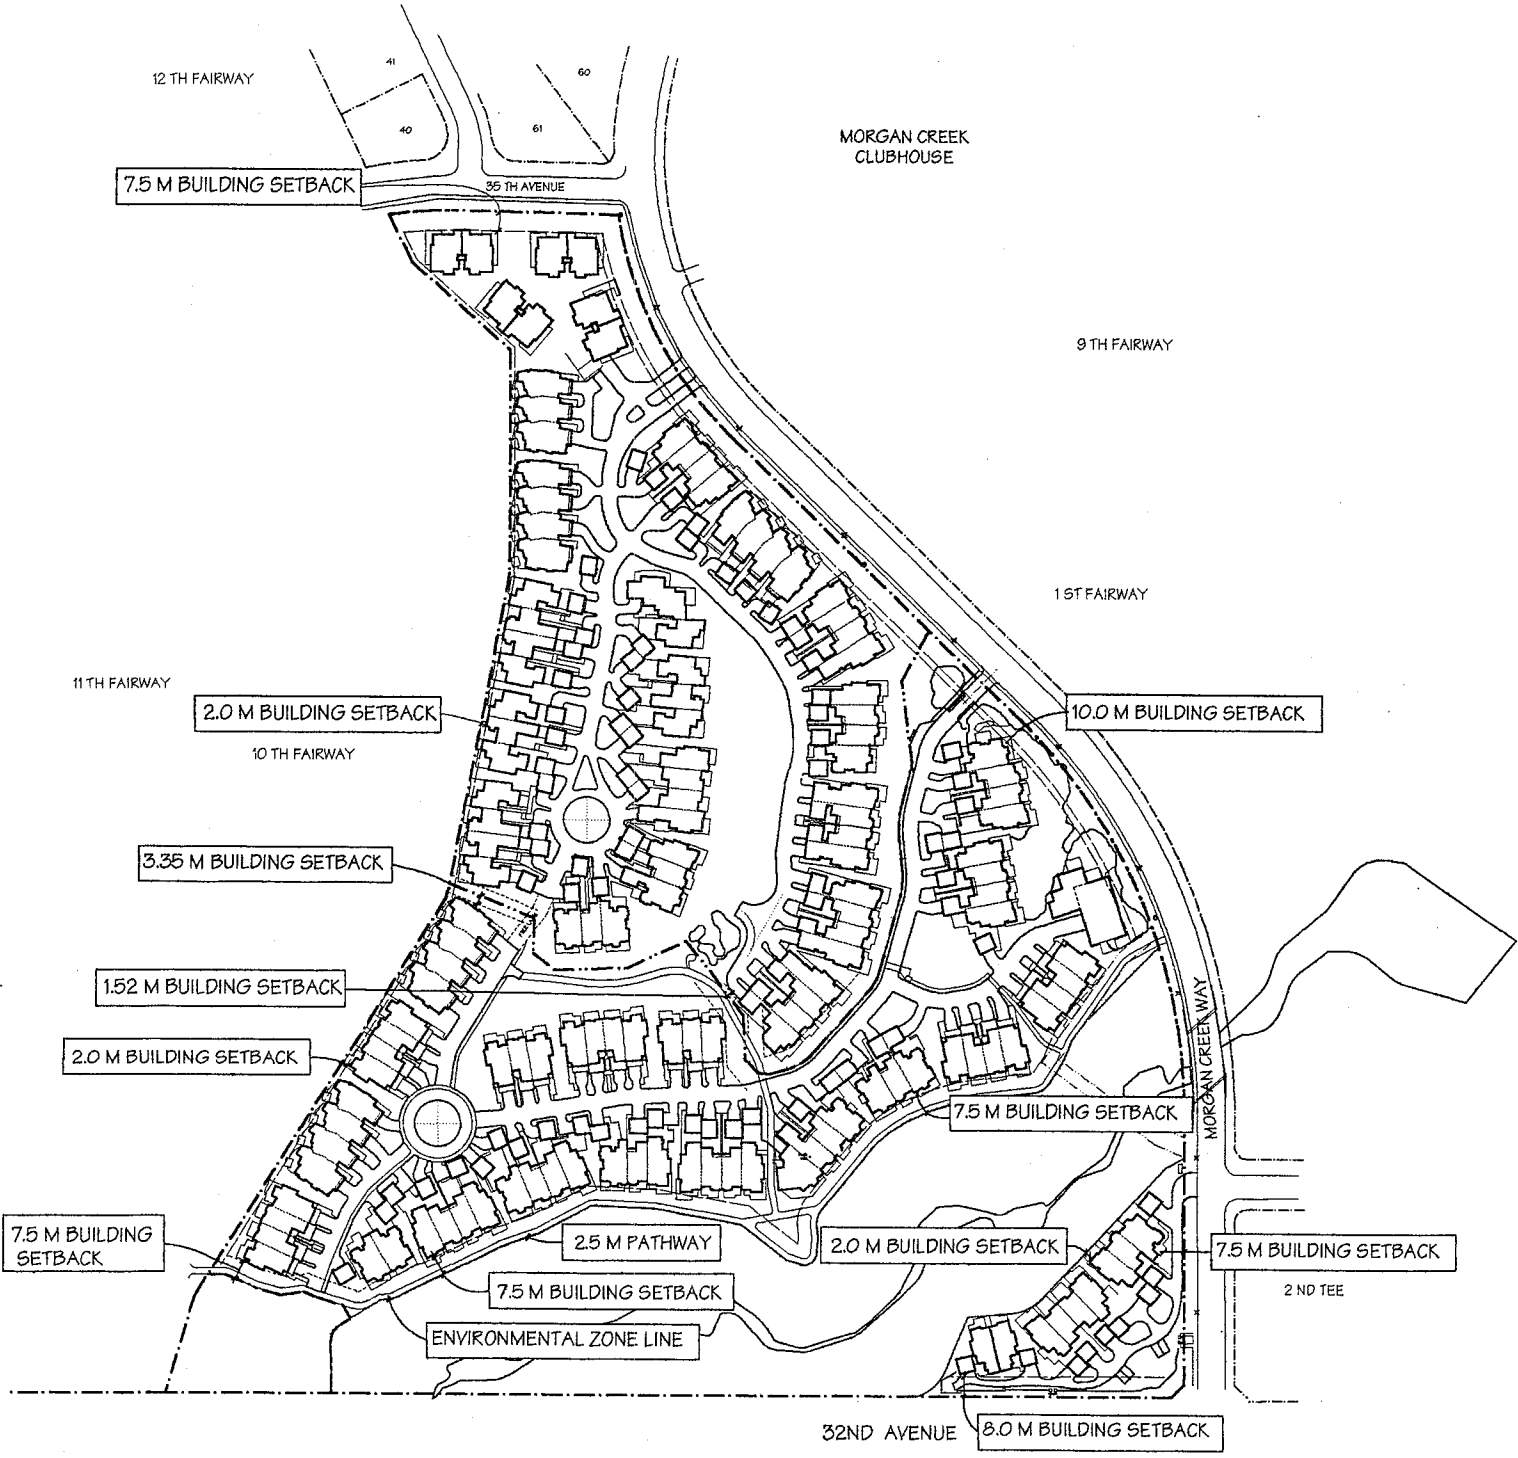 41
60
12 TH FAIRWAY
40
61
MORGAN CREEK
CLUBHOUSE
7.5 M BUILDING SETBACK
35 TH AVENUE
9 TH FAIRWAY
1 ST FAIRWAY
11 TH FAIRWAY
2.0 M BUILDING SETBACK
10.0 M BUILDING SETBACK
10 TH FAIRWAY
3.35 M BUILDING SETBACK
1.52 M BUILDING SETBACK
MORGAN CREEK WAY
2.0 M BUILDING SETBACK
7.5 M BUILDING SETBACK
7.5 M BUILDING
SETBACK
2.5 M PATHWAY
2.0 M BUILDING SETBACK
7.5 M BUILDING SETBACK
7.5 M BUILDING SETBACK
2 ND TEE
ENVIRONMENTAL ZONE LINE
32ND AVENUE
8.0 M BUILDING SETBACK